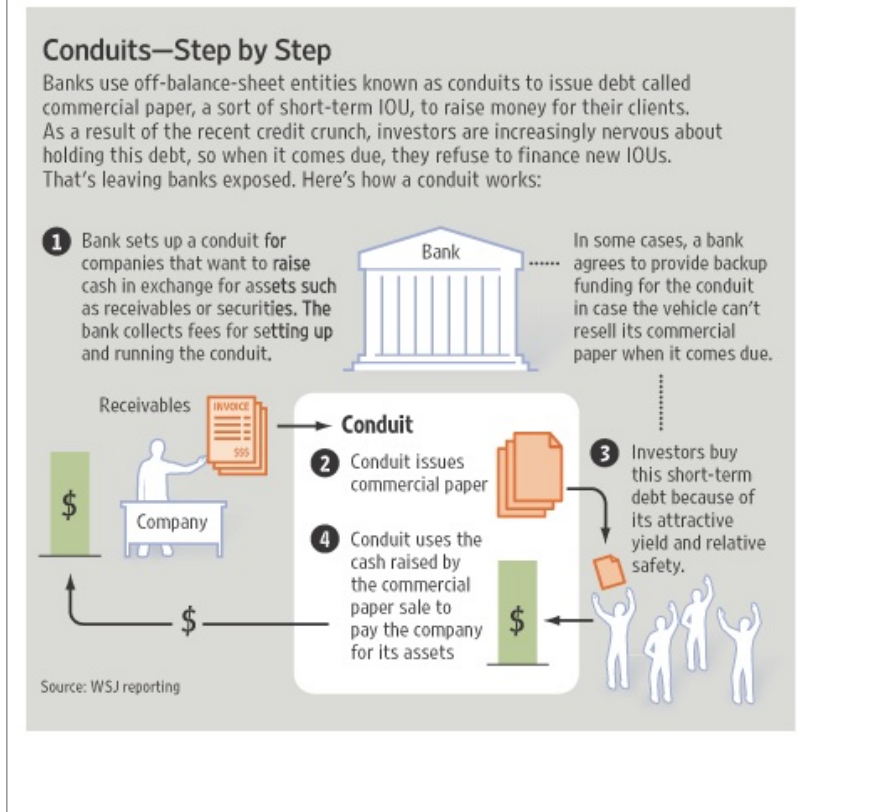 Conduits—Step by Step
Banks use off-balance-sheet entities known as conduits to issue debt called
commercial paper, a sort of short-term IOU, to raise money for their clients.
As a result of the recent credit crunch, investors are increasingly nervous about
holding this debt, so when it comes due, they refuse to finance new IOUs.
That's leaving banks exposed. Here's how a conduit works:
1 Bank sets up a conduit for
companies that want to raise
cash in exchange for assets such
as receivables or securities. The
bank collects fees for setting up
and running the conduit.
Bank
In some cases, a bank
agrees to provide backup
funding for the conduit
in case the vehicle can't
resell its commercial
paper when it comes due.
Receivables
INVOICE
$$$
$
Company
Conduit
2 Conduit issues
commercial paper
3 Investors buy
this short-term
debt because of
its attractive
yield and relative
safety.
4 Conduit uses the
cash raised by
the commercial
paper sale to
pay the company
for its assets
$
$
Source: WSJ reporting